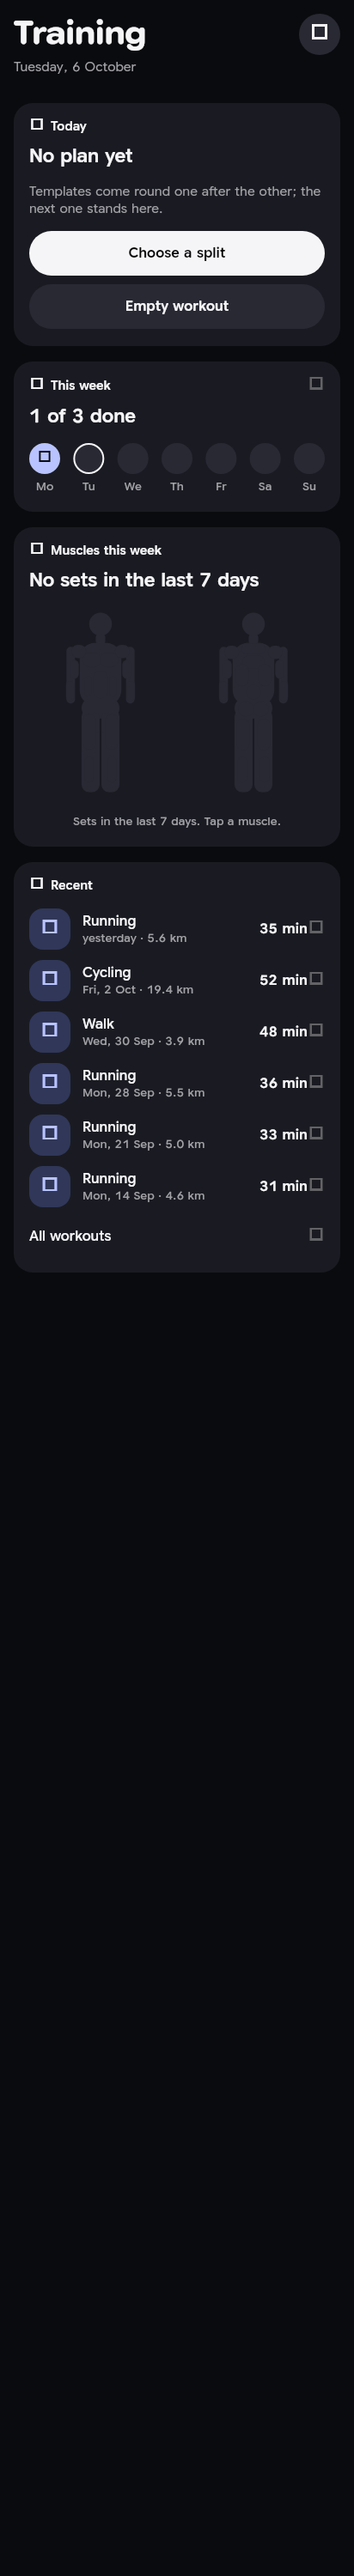 Training
Tuesday, 6 October
Today
No plan yet
Templates come round one after the other; the
next one stands here.
Choose a split
Empty workout
This week
1 of 3 done
Mo Tu We Th Fr Sa Su
Muscles this week
No sets in the last 7 days
Sets in the last 7 days. Tap a muscle.
Recent
Running
35 min
yesterday · 5.6 km
Cycling
52 min
Fri, 2 Oct · 19.4 km
Walk
48 min
Wed, 30 Sep · 3.9 km
Running
36 min
Mon, 28 Sep · 5.5 km
Running
33 min
Mon, 21 Sep · 5.0 km
Running
31 min
Mon, 14 Sep · 4.6 km
All workouts